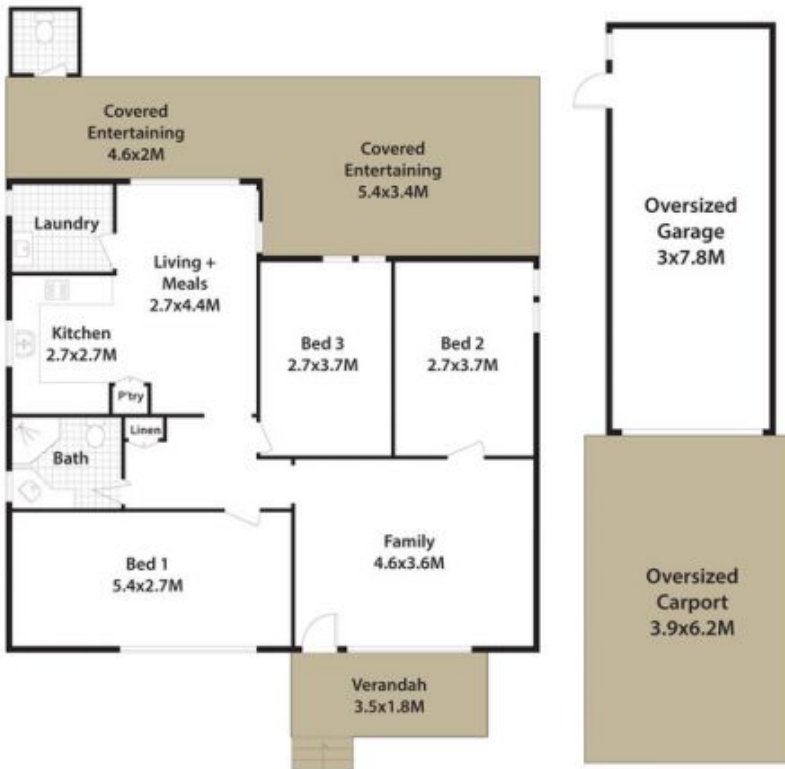 Covered
Entertaining
4.6x2M
Covered
Entertaining
5.4x3.4M
Laundry
Living +
Meals
2.7x4.4M
Kitchen
2.7x2.7M
P'try
Bed 3
2.7x3.7M
Bed 2
2.7x3.7M
Linen
Bath
Bed 1
5.4x2.7M
Family
4.6x3.6M
Verandah
3.5x1.8M
Oversized
Garage
3x7.8M
Oversized
Carport
3.9x6.2M